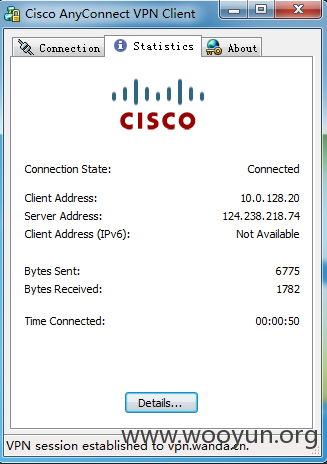 Cisco AnyConnect VPN Client
Connection Statistics About
CISCO
Connection State: Connected
Client Address: 10.0.128.20
Server Address: 124.238.218.74
Client Address (IPv6): Not Available
Bytes Sent: 6775
Bytes Received: 1782
Time Connected: 00:00:50
Details...
www.wooyun.org
VPN session established to vpn.wanda.cn.